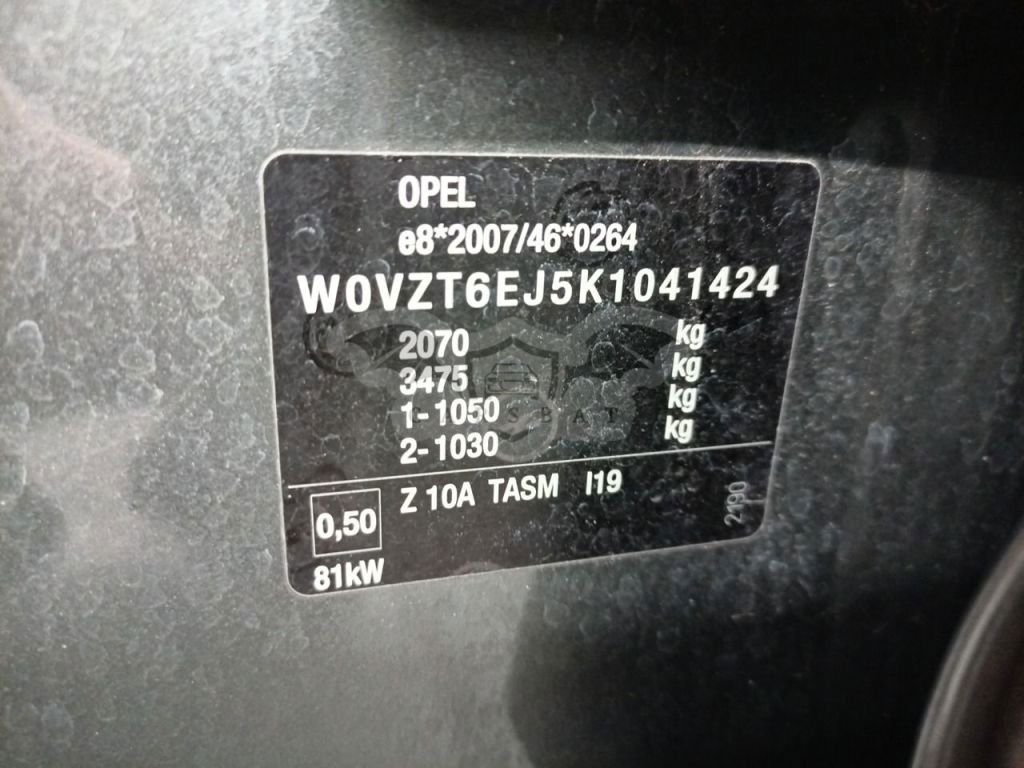 OPEL
e8*2007/46*0264
W0VZT6EJ5K1041424
2070 kg
3475 kg
1-1050 kg
2-1030 kg
Z 10A TASM I19
0,50
81kW
2190